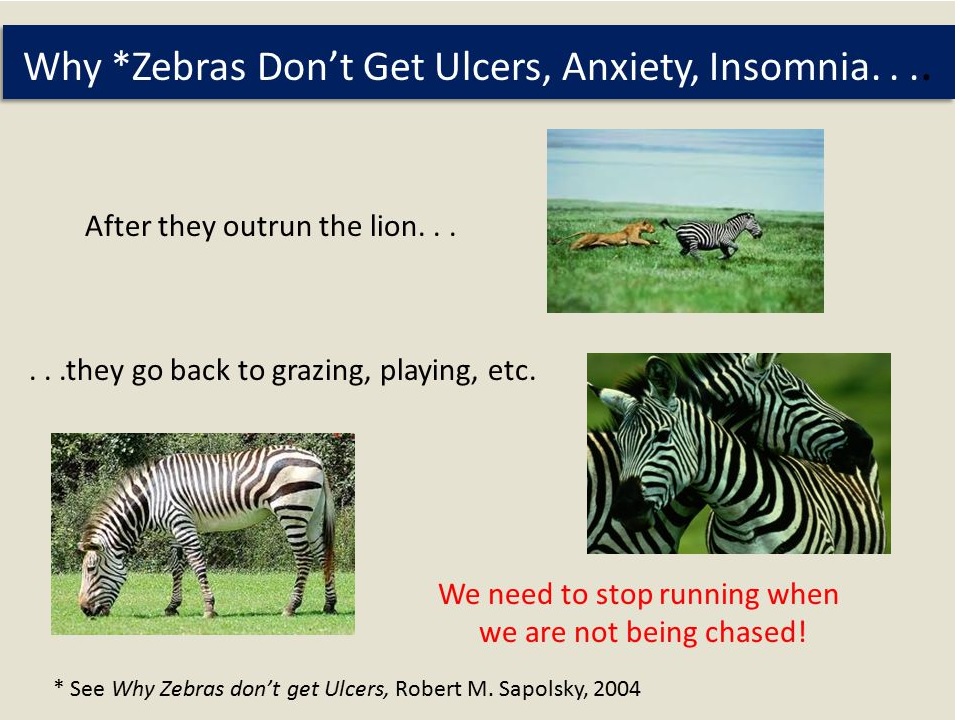 Why *Zebras Don’t Get Ulcers, Anxiety, Insomnia. . . .
After they outrun the lion. . .
. . .they go back to grazing, playing, etc.
We need to stop running when
we are not being chased!
* See Why Zebras don’t get Ulcers, Robert M. Sapolsky, 2004